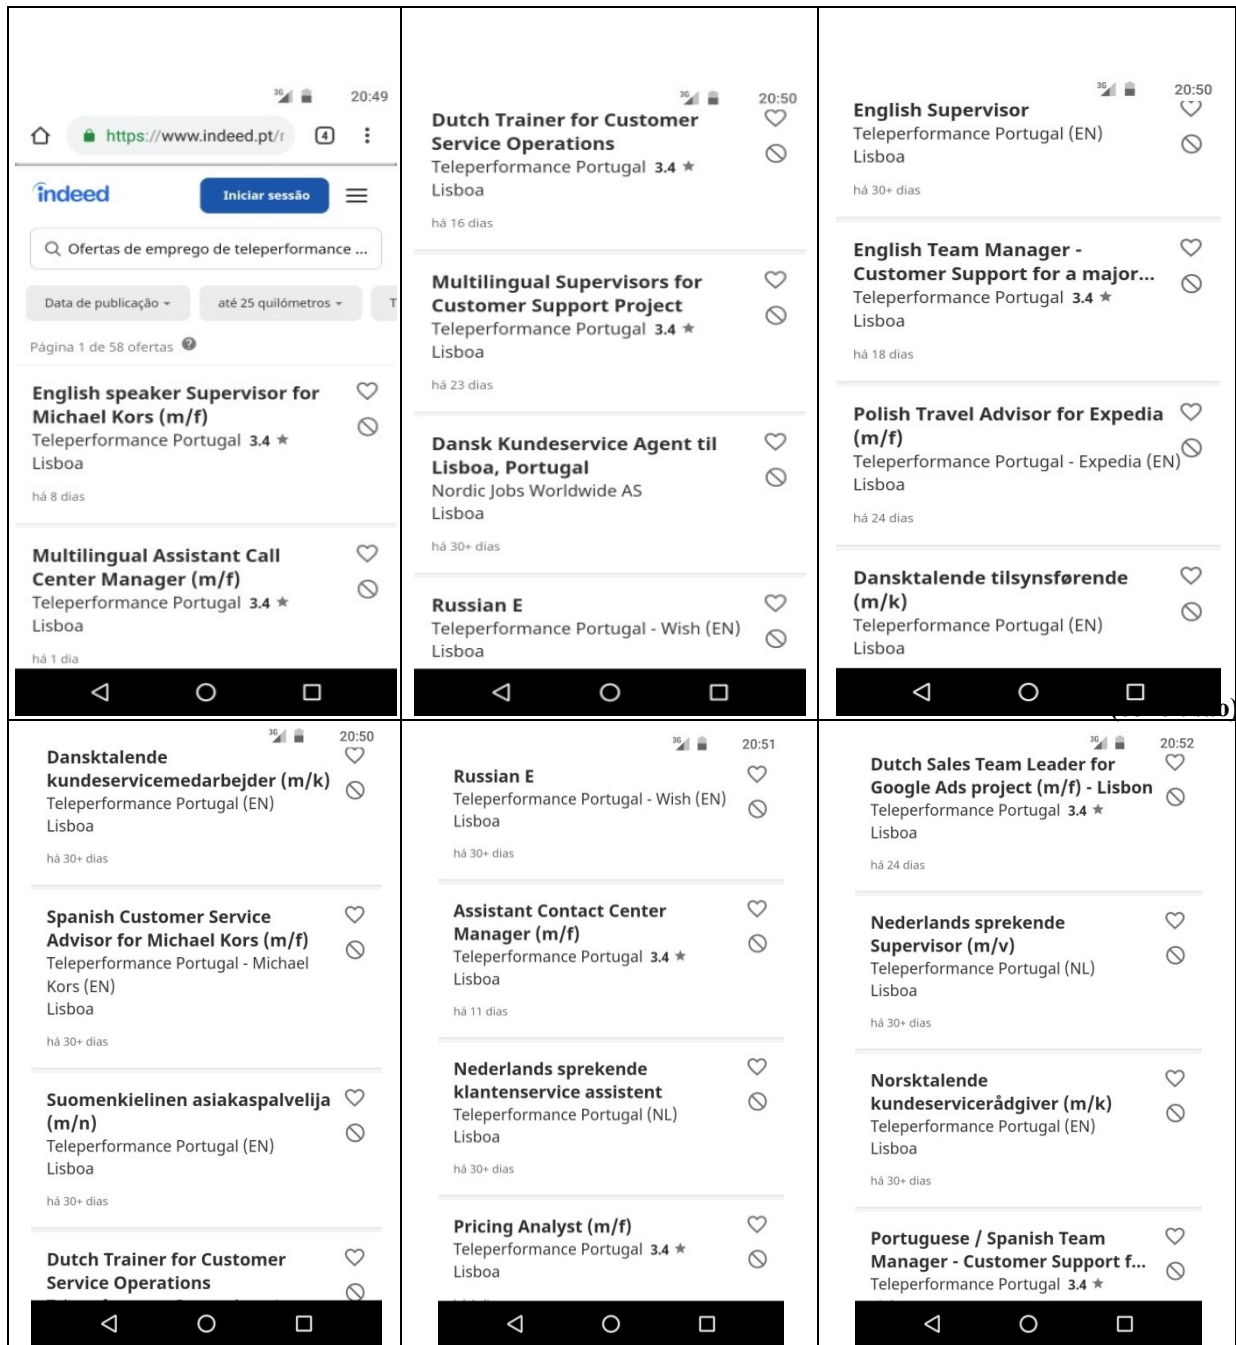 20:49
https://www.indeed.pt/r
4
indeed
Iniciar sessão
Ofertas de emprego de teleperformance ...
Data de publicação
até 25 quilómetros
T
Página 1 de 58 ofertas
English speaker Supervisor for
Michael Kors (m/f)
Teleperformance Portugal 3.4 ★
Lisboa
há 8 dias
Multilingual Assistant Call
Center Manager (m/f)
Teleperformance Portugal 3.4 ★
Lisboa
há 1 dia
3G
20:50
Dutch Trainer for Customer
Service Operations
Teleperformance Portugal 3.4 ★
Lisboa
há 16 dias
Multilingual Supervisors for
Customer Support Project
Teleperformance Portugal 3.4 ★
Lisboa
há 23 dias
Dansk Kundeservice Agent til
Lisboa, Portugal
Nordic Jobs Worldwide AS
Lisboa
há 30+ dias
Russian E
Teleperformance Portugal - Wish (EN)
Lisboa
3G
20:50
English Supervisor
Teleperformance Portugal (EN)
Lisboa
há 30+ dias
English Team Manager -
Customer Support for a major...
Teleperformance Portugal 3.4 ★
Lisboa
há 18 dias
Polish Travel Advisor for Expedia
(m/f)
Teleperformance Portugal - Expedia (EN)
Lisboa
há 24 dias
Dansktalende tilsynsførende
(m/k)
Teleperformance Portugal (EN)
Lisboa
3G
20:50
Dansktalende
kundeservicemedarbejder (m/k)
Teleperformance Portugal (EN)
Lisboa
há 30+ dias
Spanish Customer Service
Advisor for Michael Kors (m/f)
Teleperformance Portugal - Michael
Kors (EN)
Lisboa
há 30+ dias
Suomenkielinen asiakaspalvelija
(m/n)
Teleperformance Portugal (EN)
Lisboa
há 30+ dias
Dutch Trainer for Customer
Service Operations
3G
20:51
Russian E
Teleperformance Portugal - Wish (EN)
Lisboa
há 30+ dias
Assistant Contact Center
Manager (m/f)
Teleperformance Portugal 3.4 ★
Lisboa
há 11 dias
Nederlands sprekende
klantenservice assistent
Teleperformance Portugal (NL)
Lisboa
há 30+ dias
Pricing Analyst (m/f)
Teleperformance Portugal 3.4 ★
Lisboa
3G
20:52
Dutch Sales Team Leader for
Google Ads project (m/f) - Lisbon
Teleperformance Portugal 3.4 ★
Lisboa
há 24 dias
Nederlands sprekende
Supervisor (m/v)
Teleperformance Portugal (NL)
Lisboa
há 30+ dias
Norsktalende
kundeservicerådgiver (m/k)
Teleperformance Portugal (EN)
Lisboa
há 30+ dias
Portuguese / Spanish Team
Manager - Customer Support f...
Teleperformance Portugal 3.4 ★